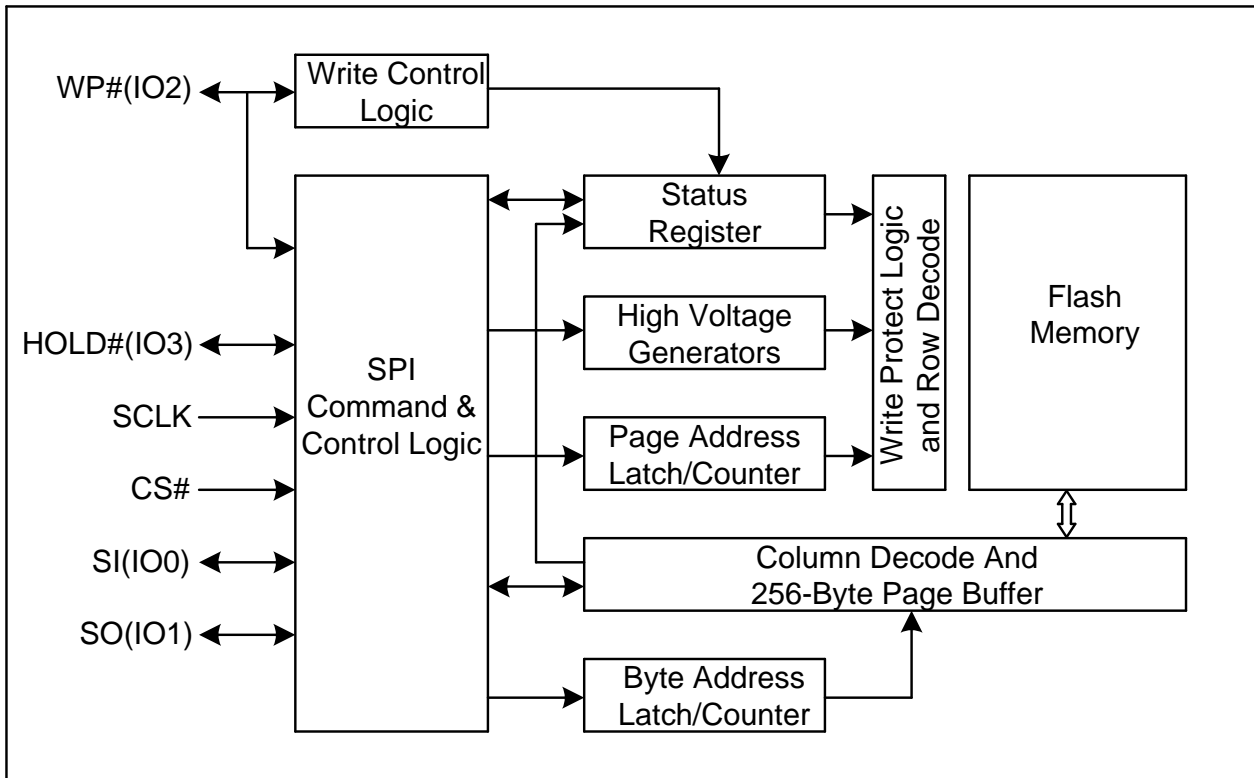 WP#(IO2)
Write Control
Logic
Status
Register
Write Protect Logic
and Row Decode
Flash
Memory
HOLD#(IO3)
High Voltage
Generators
SPI
Command &
Control Logic
SCLK
Page Address
Latch/Counter
CS#
SI(IO0)
Column Decode And
256-Byte Page Buffer
SO(IO1)
Byte Address
Latch/Counter